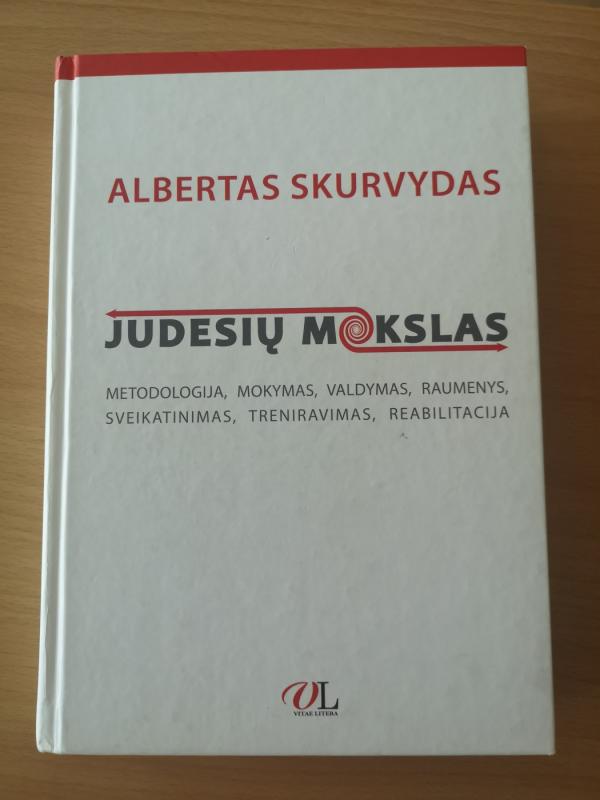 ALBERTAS SKURVYDAS
JUDESIŲ MOKSLAS
METODOLOGIJA, MOKYMAS, VALDYMAS, RAUMENYS,
SVEIKATINIMAS, TRENIRAVIMAS, REABILITACIJA
VL
VITAE LITERA